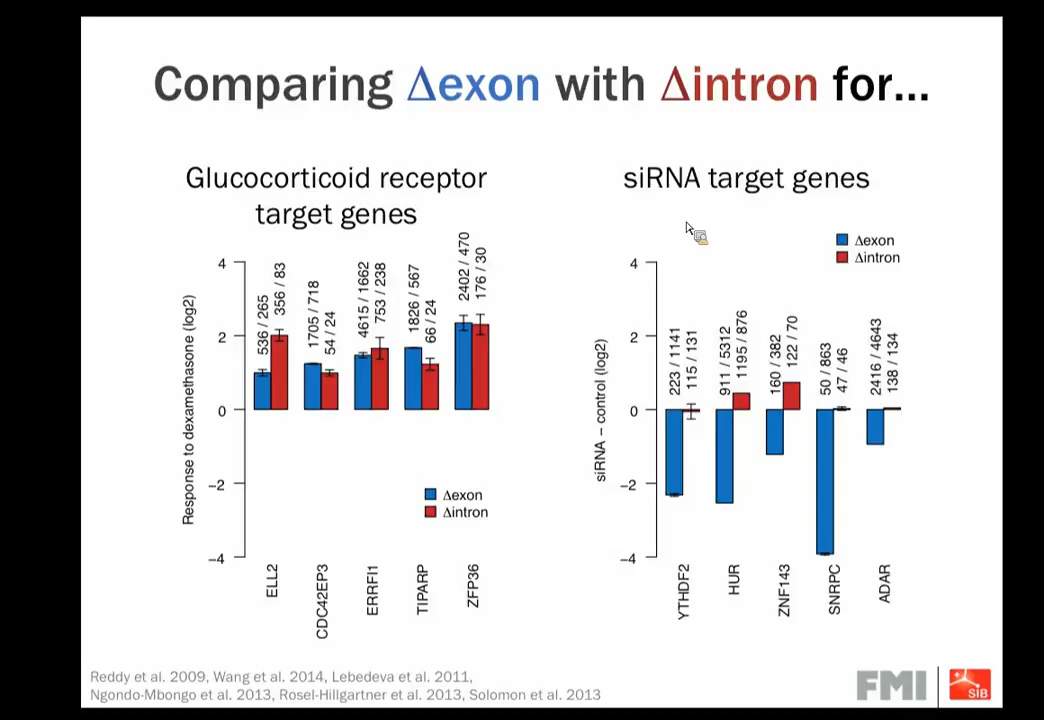 Comparing Δexon with Δintron for...
Glucocorticoid receptor
target genes
4
2
0
−2
−4
Response to dexamethasone (log2)
536 / 265
356 / 83
1705 / 718
54 / 24
4615 / 1662
753 / 238
1826 / 567
66 / 24
2402 / 470
176 / 30
Δexon
Δintron
ELL2
CDC42EP3
ERRFI1
TIPARP
ZFP36
siRNA target genes
Δexon
Δintron
4
2
0
−2
−4
siRNA − control (log2)
223 / 1141
115 / 131
911 / 5312
1195 / 876
160 / 382
122 / 70
50 / 863
47 / 46
2416 / 4643
138 / 134
YTHDF2
HUR
ZNF143
SNRPC
ADAR
Reddy et al. 2009, Wang et al. 2014, Lebedeva et al. 2011,
Ngondo-Mbongo et al. 2013, Rosel-Hillgartner et al. 2013, Solomon et al. 2013
FMI
SIB